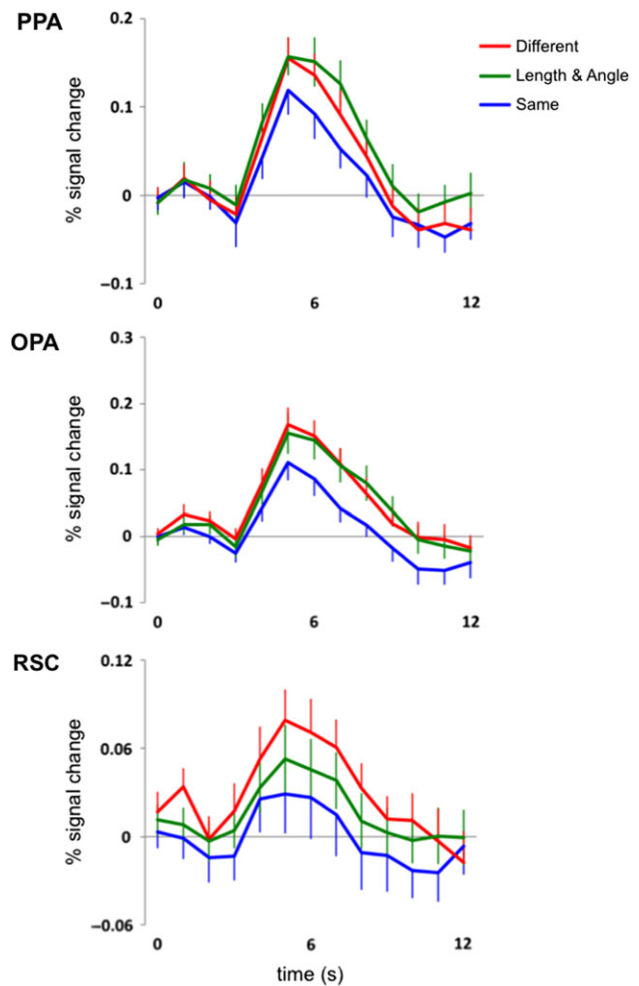 PPA
0.2
0.1
0
−0.1
% signal change
0
6
12
Different
Length & Angle
Same
OPA
0.3
0.2
0.1
0
−0.1
% signal change
0
6
12
RSC
0.12
0.06
0
−0.06
% signal change
0
6
12
time (s)